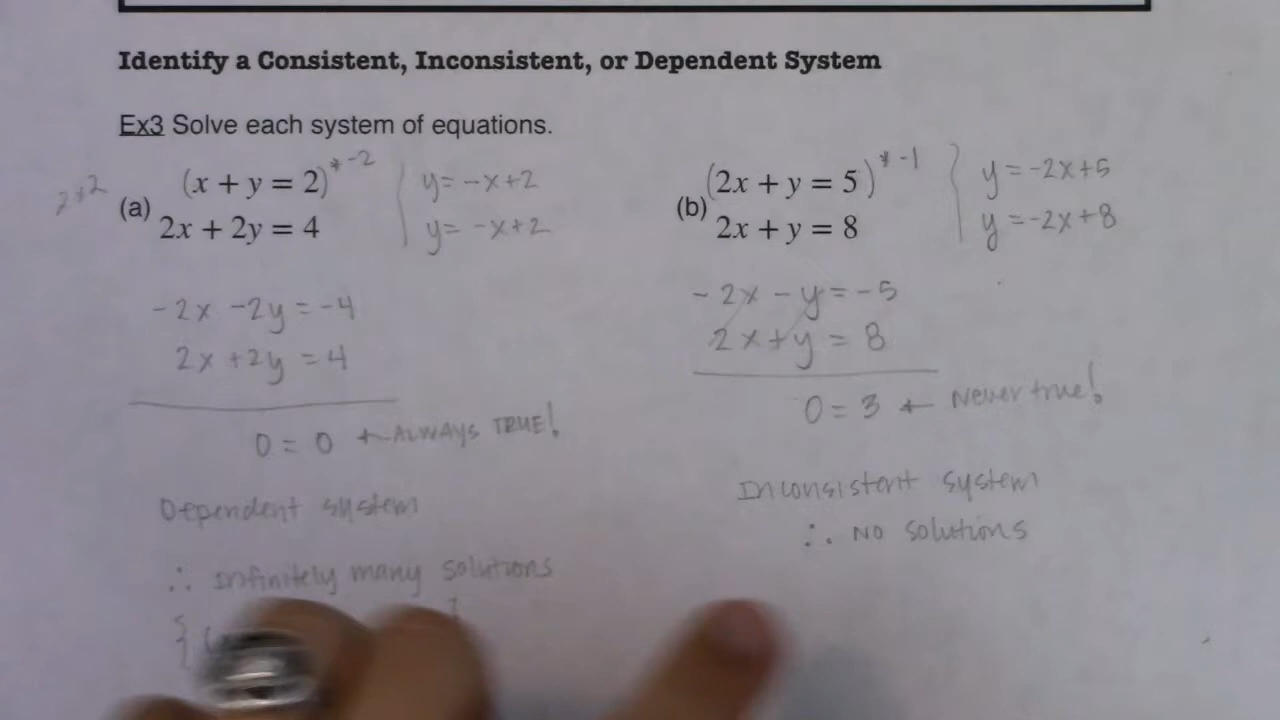 Identify a Consistent, Inconsistent, or Dependent System
Ex3 Solve each system of equations.
2x2
(a)
(x + y = 2)*-2
2x + 2y = 4
y = -x+2
y = -x+2
-2x -2y = -4
2x +2y = 4
0 = 0 ← ALWAYS TRUE!
Dependent system
∴ infinitely many solutions
{(
(b)
(2x + y = 5)*-1
2x + y = 8
y = -2x+5
y = -2x+8
-2x - y = -5
2x+y = 8
0 = 3 ← Never true!
Inconsistent system
∴ No solutions